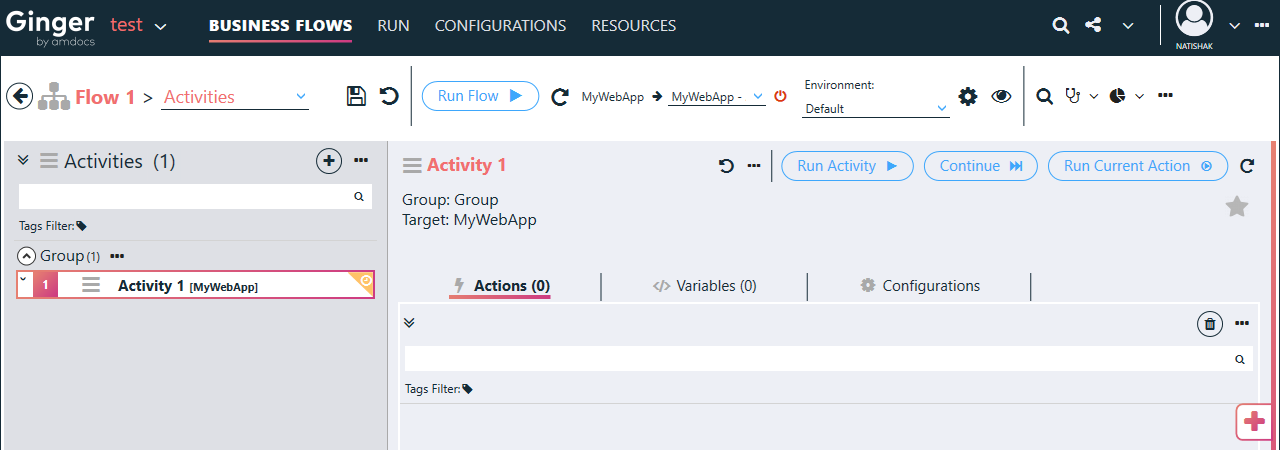 Ginger
by amdocs
test
BUSINESS FLOWS
RUN
CONFIGURATIONS
RESOURCES
NATISHAK
Flow 1 >
Activities
Run Flow
MyWebApp
MyWebApp -
Environment:
Default
Activities (1)
Tags Filter:
Group (1)
1
Activity 1 [MyWebApp]
Activity 1
Run Activity
Continue
Run Current Action
Group: Group
Target: MyWebApp
Actions (0)
</> Variables (0)
Configurations
Tags Filter: